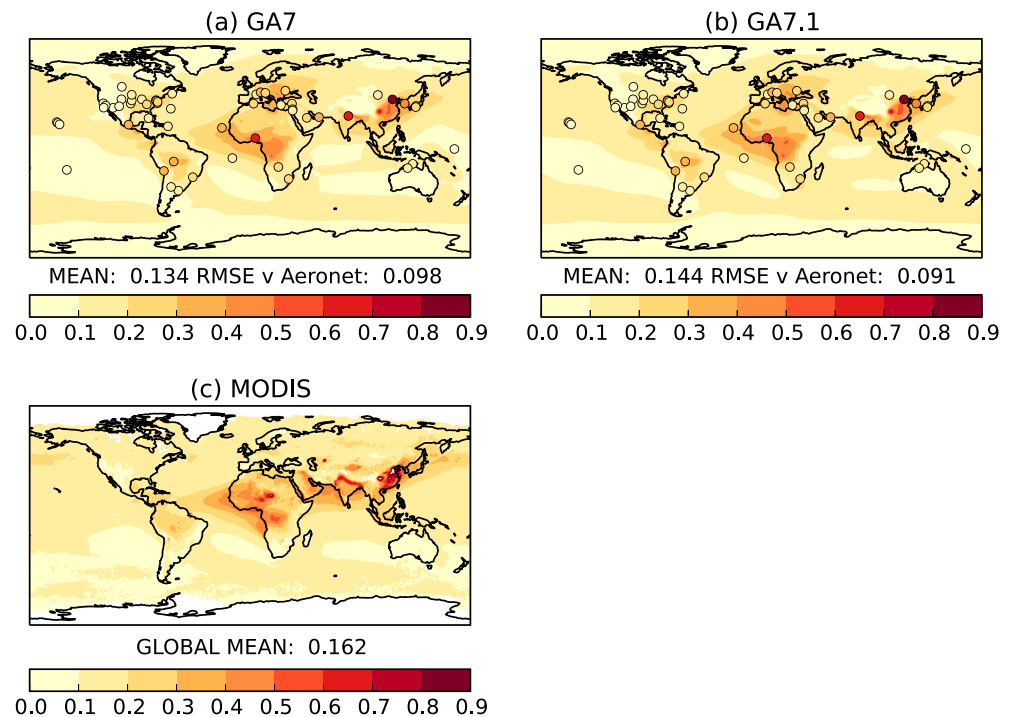 (a) GA7
MEAN:  0.134 RMSE v Aeronet:  0.098
0.0 0.1 0.2 0.3 0.4 0.5 0.6 0.7 0.8 0.9
(b) GA7.1
MEAN:  0.144 RMSE v Aeronet:  0.091
0.0 0.1 0.2 0.3 0.4 0.5 0.6 0.7 0.8 0.9
(c) MODIS
GLOBAL MEAN:  0.162
0.0 0.1 0.2 0.3 0.4 0.5 0.6 0.7 0.8 0.9